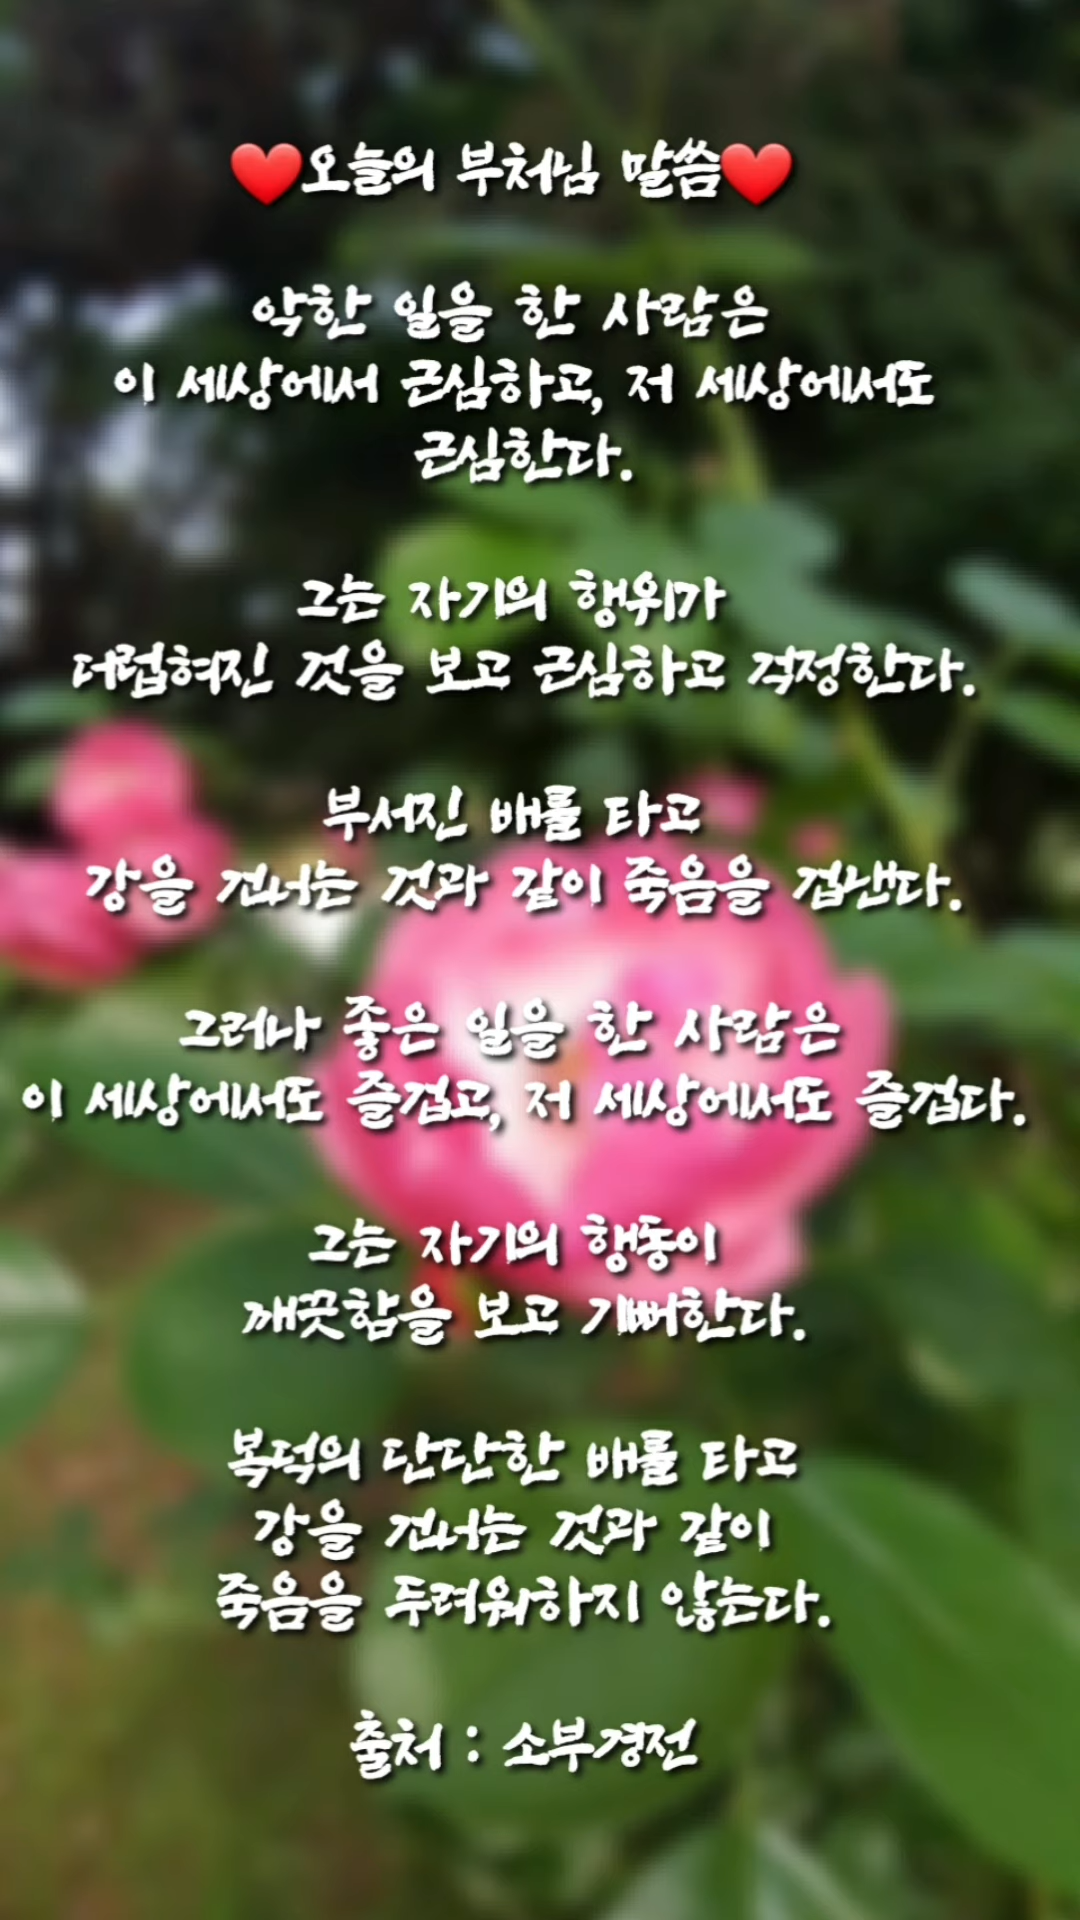 ❤️오늘의 부처님 말씀❤️
악한 일을 한 사람은
이 세상에서 근심하고, 저 세상에서도
근심한다.
그는 자기의 행위가
더럽혀진 것을 보고 근심하고 걱정한다.
부서진 배를 타고
강을 건너는 것과 같이 죽음을 겁낸다.
그러나 좋은 일을 한 사람은
이 세상에서도 즐겁고, 저 세상에서도 즐겁다.
그는 자기의 행동이
깨끗함을 보고 기뻐한다.
복덕의 단단한 배를 타고
강을 건너는 것과 같이
죽음을 두려워하지 않는다.
출처 : 소부경전